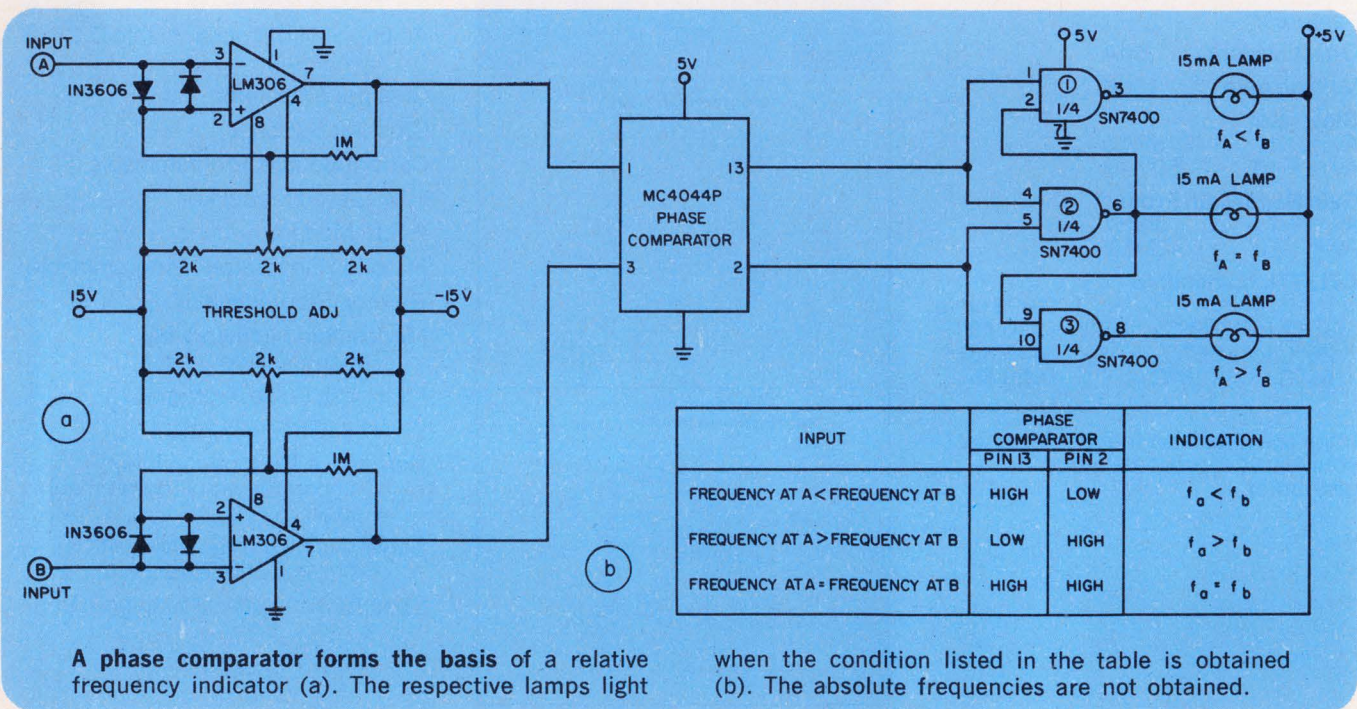 INPUT
A
IN3606
3
−
1
LM306
7
4
+
2
8
1M
2k
2k
2k
15V
THRESHOLD ADJ
−15V
2k
2k
2k
a
1M
8
2
+
4
IN3606
LM306
7
B
−
3
1
INPUT
5V
1
13
MC4044P
PHASE
COMPARATOR
3
2
5V
+5V
15mA LAMP
1
①
3
2
1/4
SN7400
7
fA < fB
15 mA LAMP
4
②
6
5
1/4
SN7400
fA = fB
15 mA LAMP
9
③
8
10
1/4
SN7400
fA > fB
b
INPUT
PHASE
COMPARATOR
INDICATION
PIN 13
PIN 2
FREQUENCY AT A < FREQUENCY AT B HIGH LOW fa < fb
FREQUENCY AT A > FREQUENCY AT B LOW HIGH fa > fb
FREQUENCY AT A = FREQUENCY AT B HIGH HIGH fa = fb
A phase comparator forms the basis of a relative
frequency indicator (a). The respective lamps light
when the condition listed in the table is obtained
(b). The absolute frequencies are not obtained.